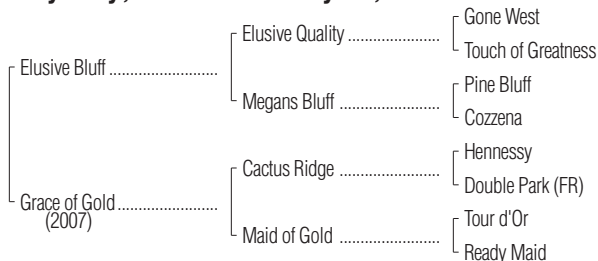 Gone West
Elusive Quality ....................
Touch of Greatness
Elusive Bluff .......................
Pine Bluff
Megans Bluff ......................
Cozzena
Hennessy
Cactus Ridge ......................
Double Park (FR)
Grace of Gold .....................
(2007)
Tour d'Or
Maid of Gold ......................
Ready Maid